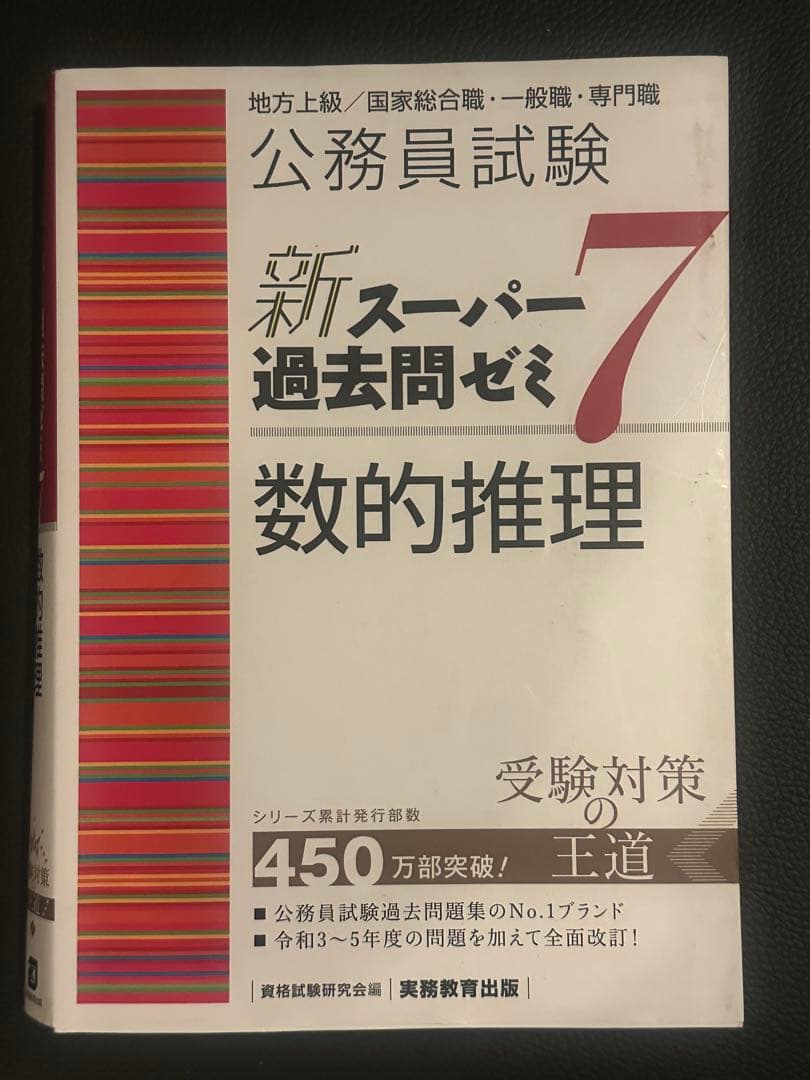 地方上級／国家総合職・一般職・専門職
公務員試験
新スーパー
過去問ゼミ7
数的推理
受験対策
の
王道
シリーズ累計発行部数
450万部突破！
■ 公務員試験過去問題集のNo.1ブランド
■ 令和3～5年度の問題を加えて全面改訂！
資格試験研究会編 | 実務教育出版
数的推理